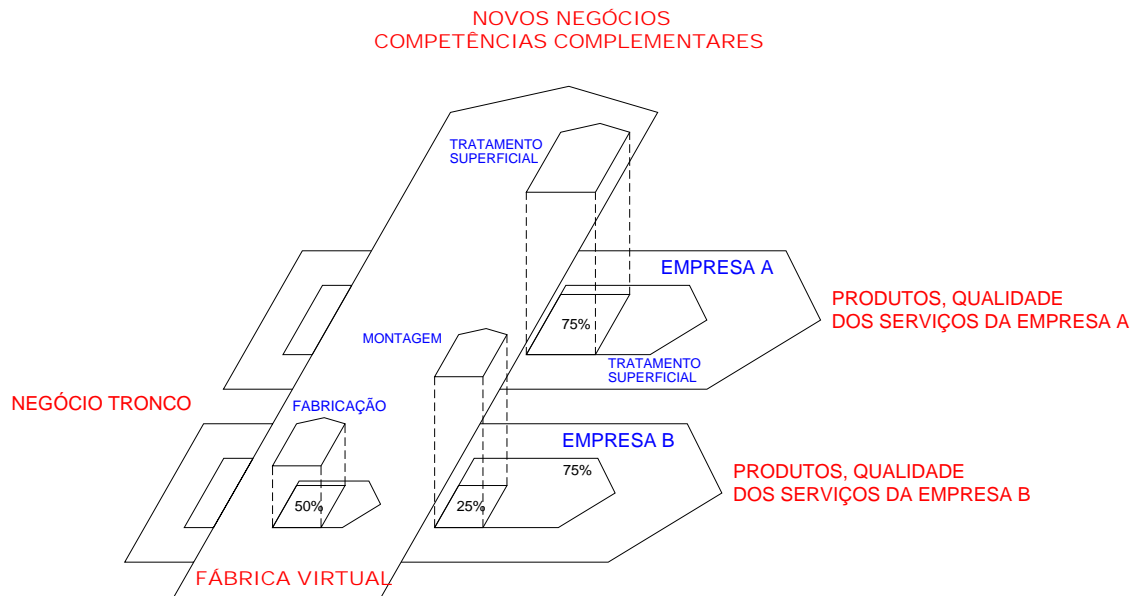 NOVOS NEGÓCIOS
COMPETÊNCIAS COMPLEMENTARES
TRATAMENTO
SUPERFICIAL
EMPRESA A
PRODUTOS, QUALIDADE
DOS SERVIÇOS DA EMPRESA A
75%
MONTAGEM
TRATAMENTO
SUPERFICIAL
NEGÓCIO TRONCO
FABRICAÇÃO
EMPRESA B
75%
PRODUTOS, QUALIDADE
DOS SERVIÇOS DA EMPRESA B
50%
25%
FÁBRICA VIRTUAL